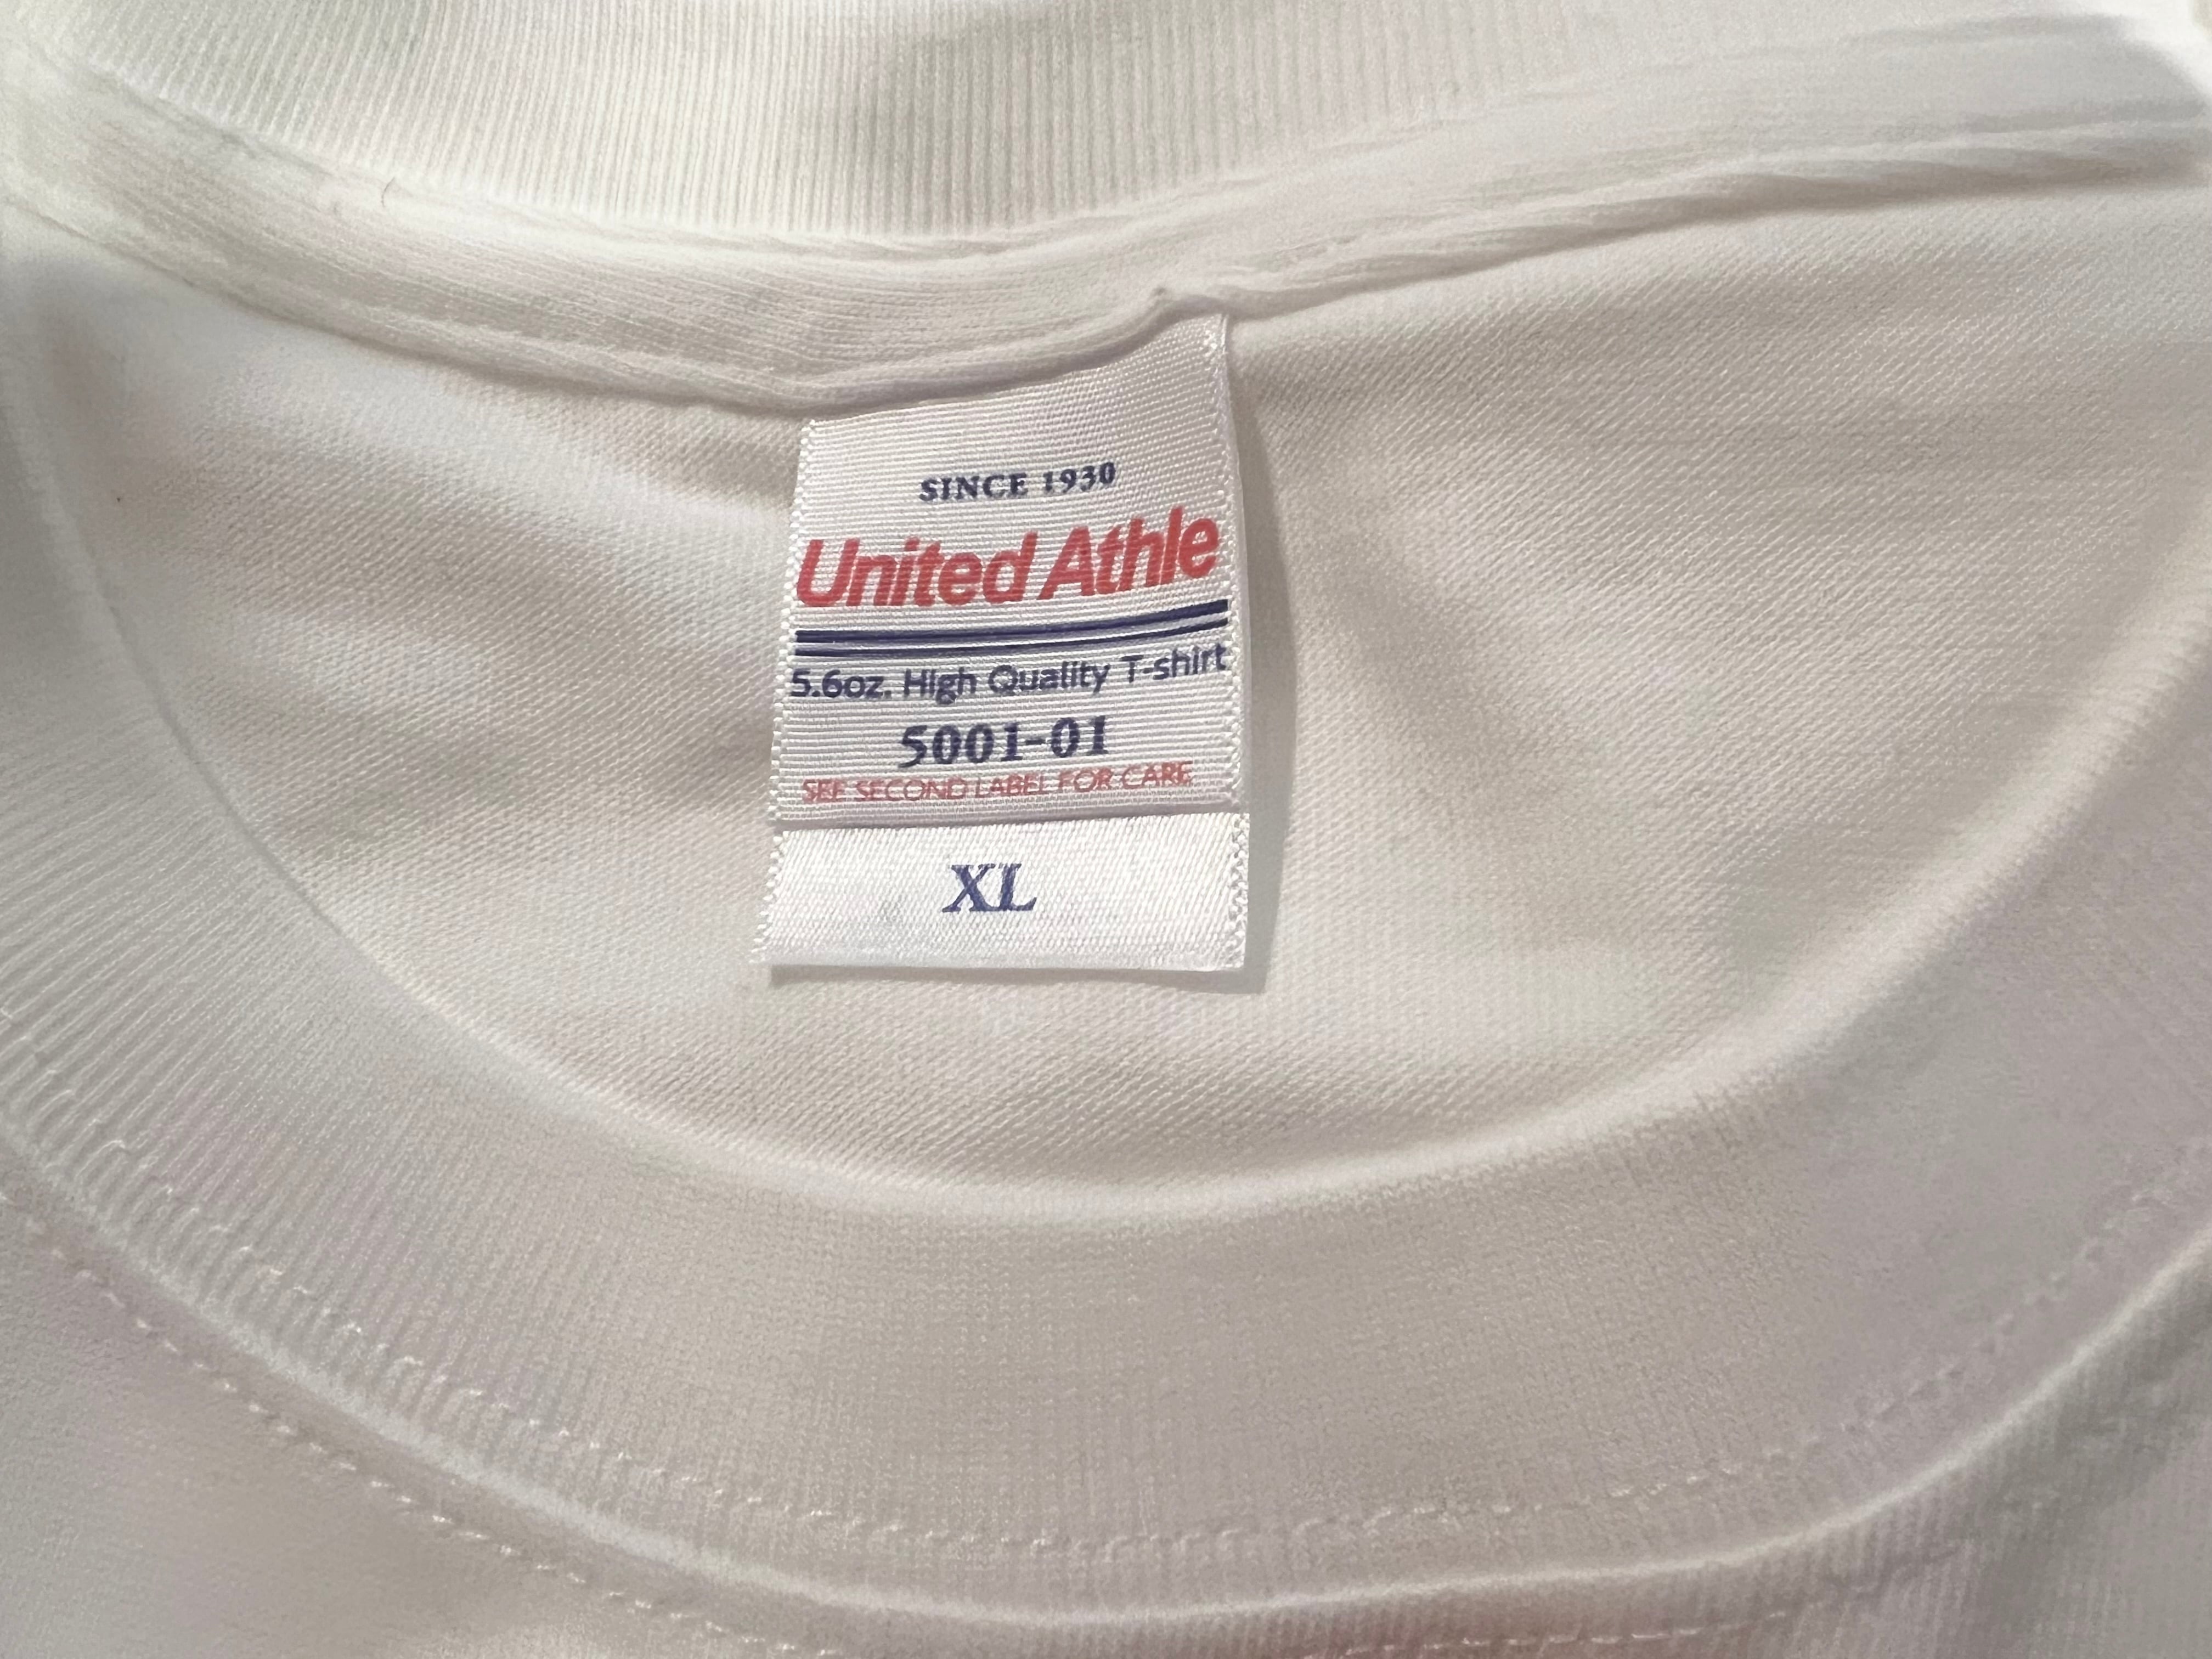 SINCE 1930
United Athle
5.6oz. High Quality T-shirt
5001-01
SEE SECOND LABEL FOR CARE
XL